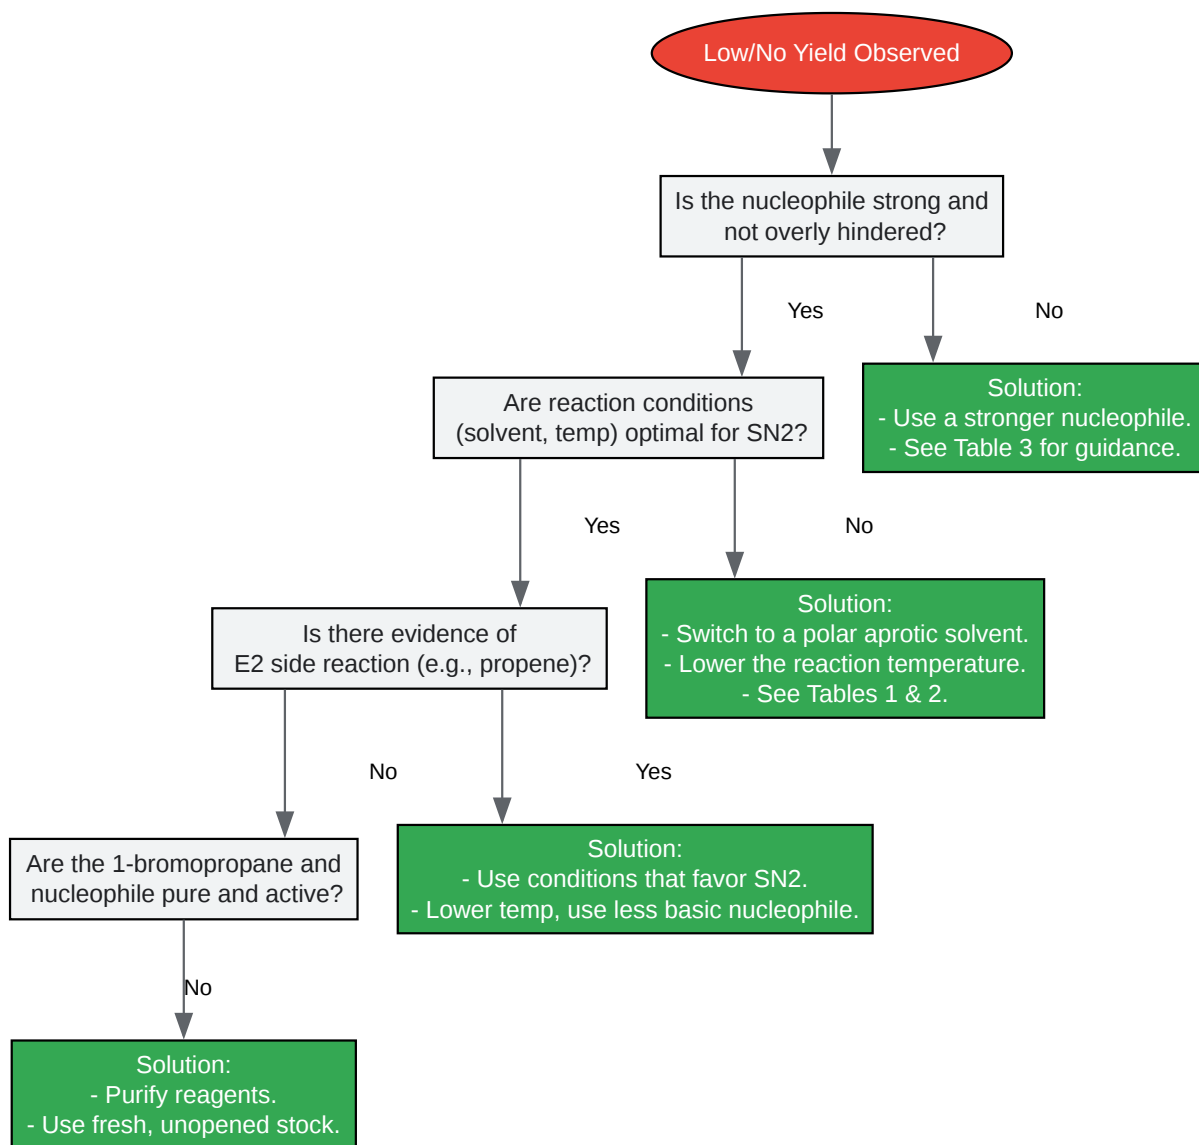 Low/No Yield Observed
Is the nucleophile strong and
not overly hindered?
Yes
No
Are reaction conditions
(solvent, temp) optimal for SN2?
Solution:
- Use a stronger nucleophile.
- See Table 3 for guidance.
Yes
No
Is there evidence of
E2 side reaction (e.g., propene)?
Solution:
- Switch to a polar aprotic solvent.
- Lower the reaction temperature.
- See Tables 1 & 2.
No
Yes
Are the 1-bromopropane and
nucleophile pure and active?
Solution:
- Use conditions that favor SN2.
- Lower temp, use less basic nucleophile.
No
Solution:
- Purify reagents.
- Use fresh, unopened stock.